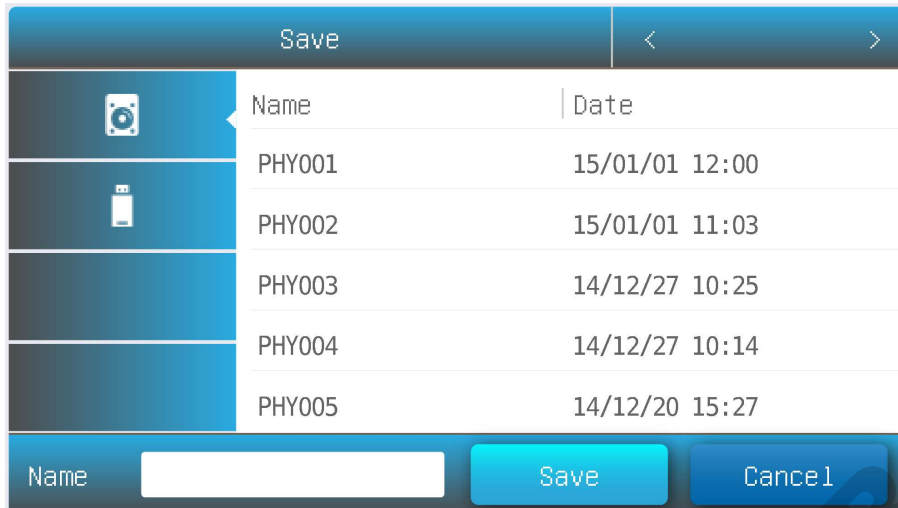 Save < >
Name Date
PHY001 15/01/01 12:00
PHY002 15/01/01 11:03
PHY003 14/12/27 10:25
PHY004 14/12/27 10:14
PHY005 14/12/20 15:27
Name Save Cancel